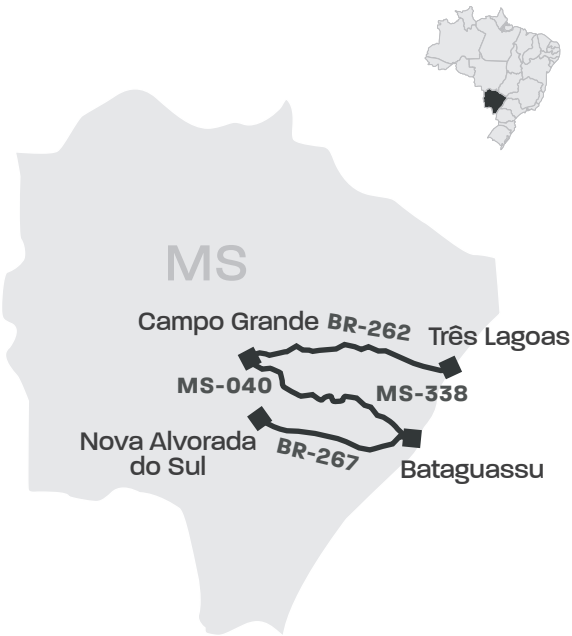 MS
Campo Grande
BR-262
Três Lagoas
MS-040
MS-338
Nova Alvorada
do Sul
BR-267
Bataguassu